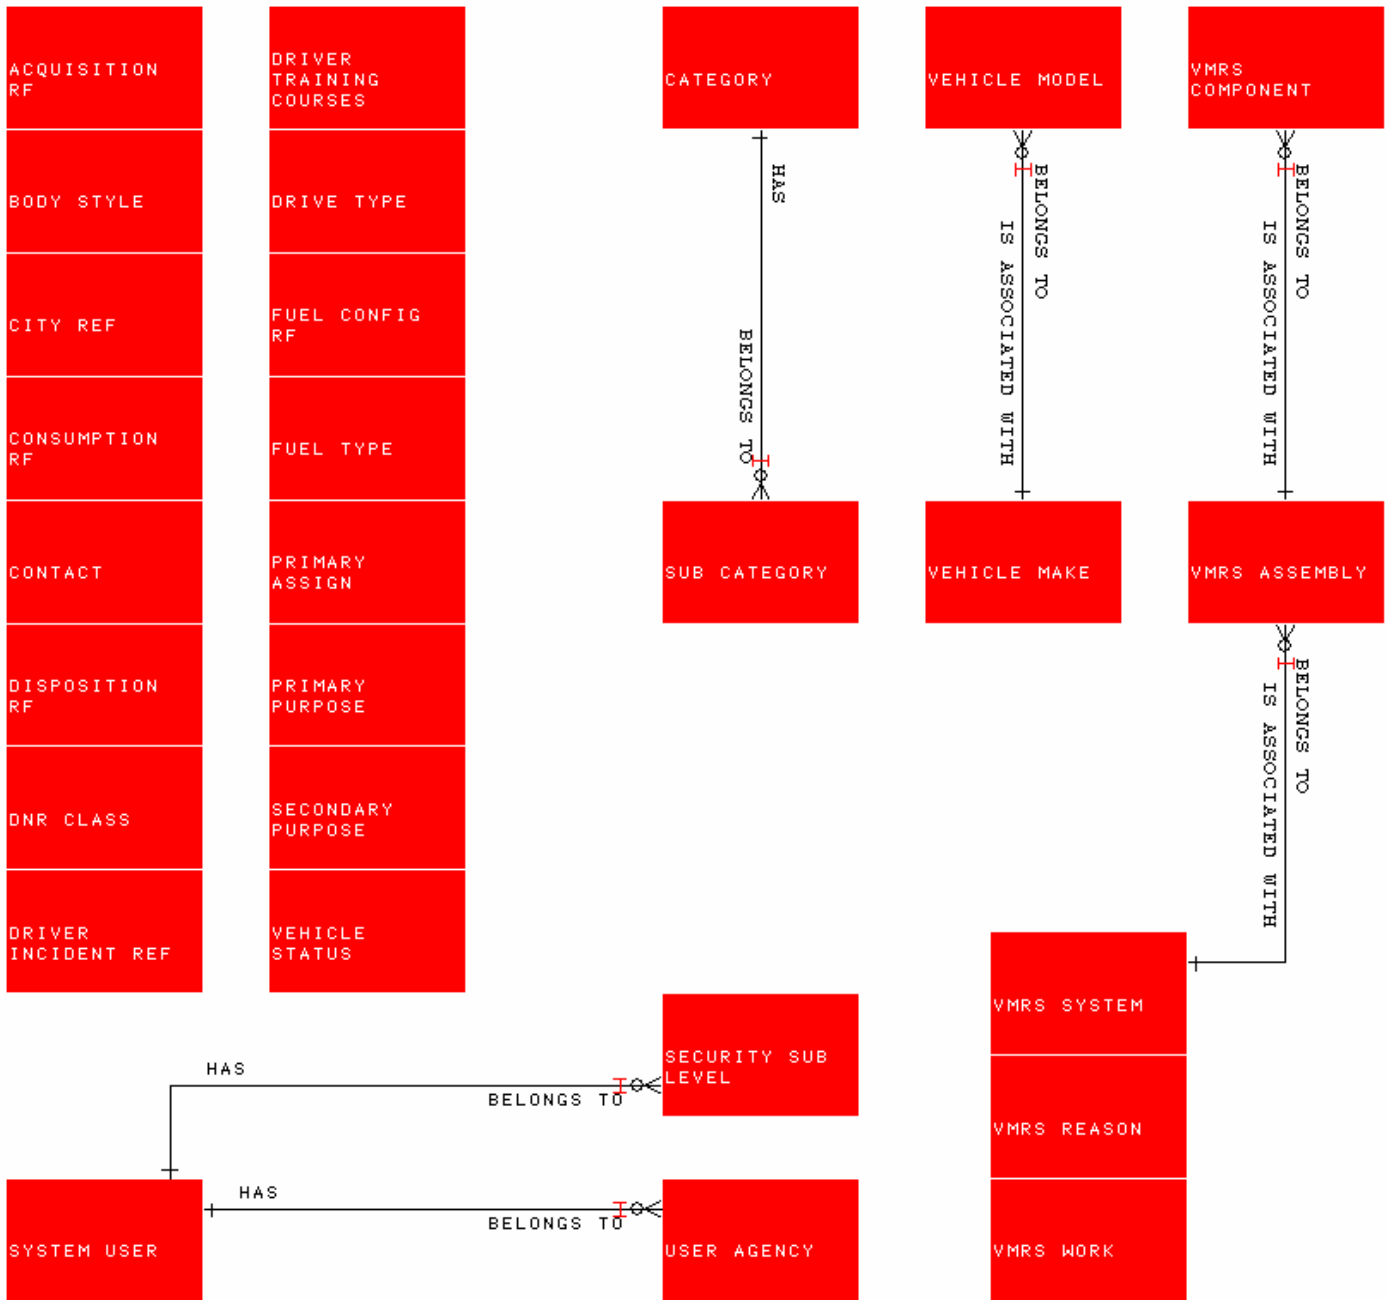 ACQUISITION
RF
BODY STYLE
CITY REF
CONSUMPTION
RF
CONTACT
DISPOSITION
RF
DNR CLASS
DRIVER
INCIDENT REF
DRIVER
TRAINING
COURSES
DRIVE TYPE
FUEL CONFIG
RF
FUEL TYPE
PRIMARY
ASSIGN
PRIMARY
PURPOSE
SECONDARY
PURPOSE
VEHICLE
STATUS
CATEGORY
HAS
BELONGS TO
SUB CATEGORY
VEHICLE MODEL
BELONGS TO
IS ASSOCIATED WITH
VEHICLE MAKE
VMRS
COMPONENT
BELONGS TO
IS ASSOCIATED WITH
VMRS ASSEMBLY
BELONGS TO
IS ASSOCIATED WITH
VMRS SYSTEM
VMRS REASON
VMRS WORK
SECURITY SUB
LEVEL
HAS
BELONGS TO
HAS
BELONGS TO
SYSTEM USER
USER AGENCY